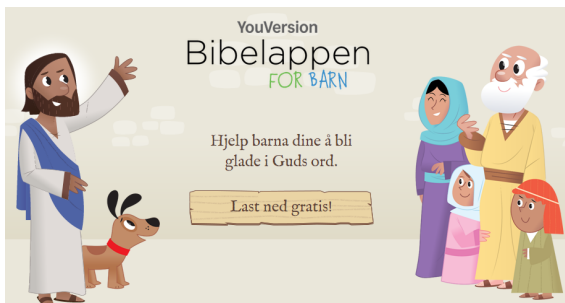 YouVersion
Bibelappen
FOR BARN
Hjelp barna dine å bli
glade i Guds ord.
Last ned gratis!